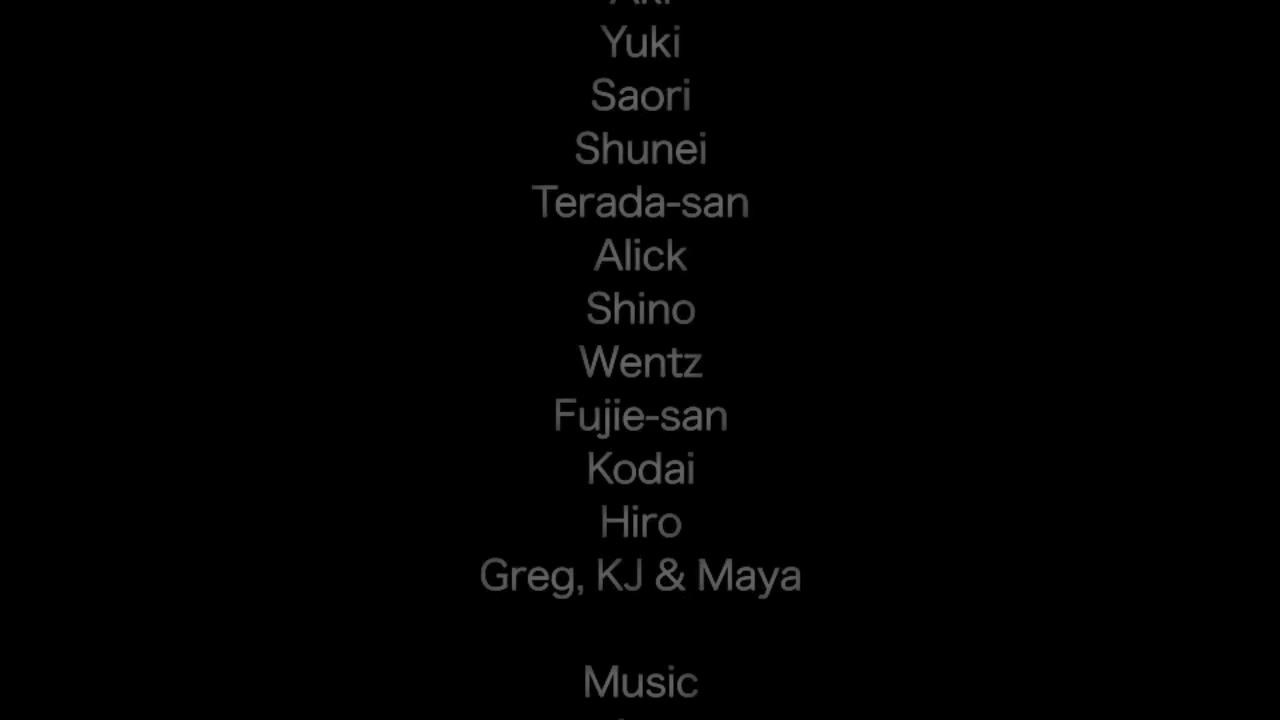 Yuki
Saori
Shunei
Terada-san
Alick
Shino
Wentz
Fujie-san
Kodai
Hiro
Greg, KJ & Maya
Music